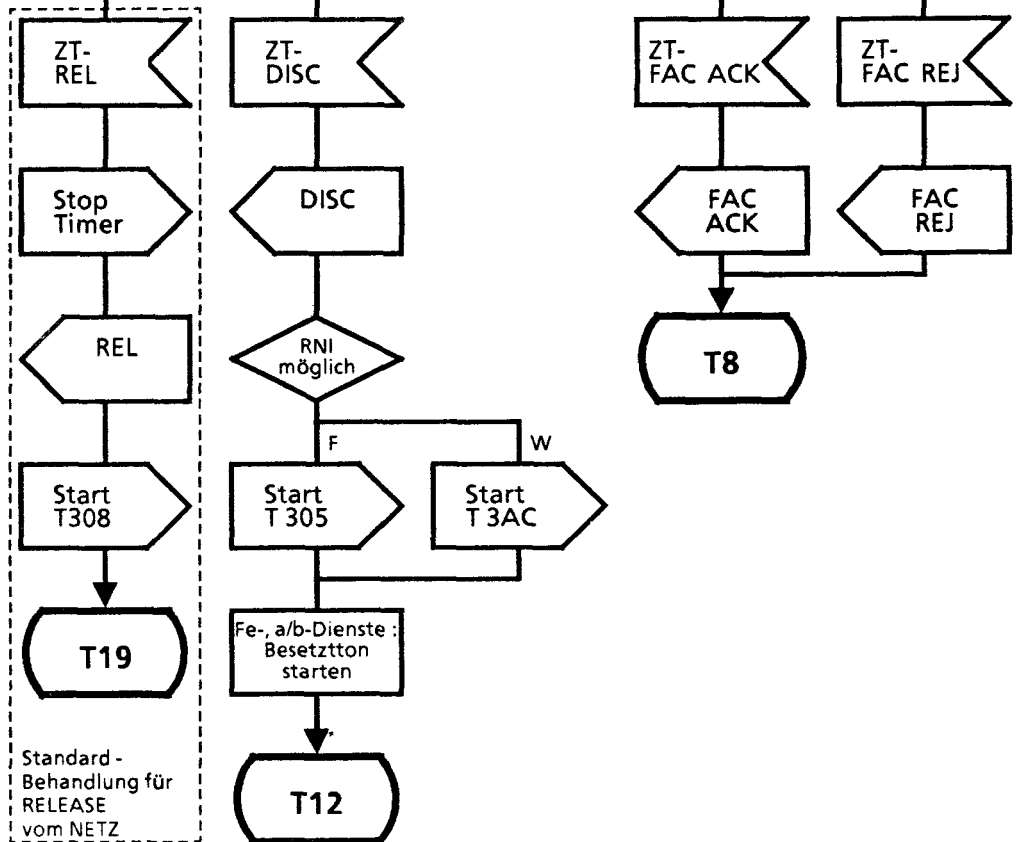 ZT-
REL
Stop
Timer
REL
Start
T308
T19
Standard -
Behandlung für
RELEASE
vom NETZ
ZT-
DISC
DISC
RNI
möglich
F
W
Start
T 305
Start
T 3AC
Fe-, a/b-Dienste :
Besetztton
starten
T12
ZT-
FAC ACK
FAC
ACK
ZT-
FAC REJ
FAC
REJ
T8